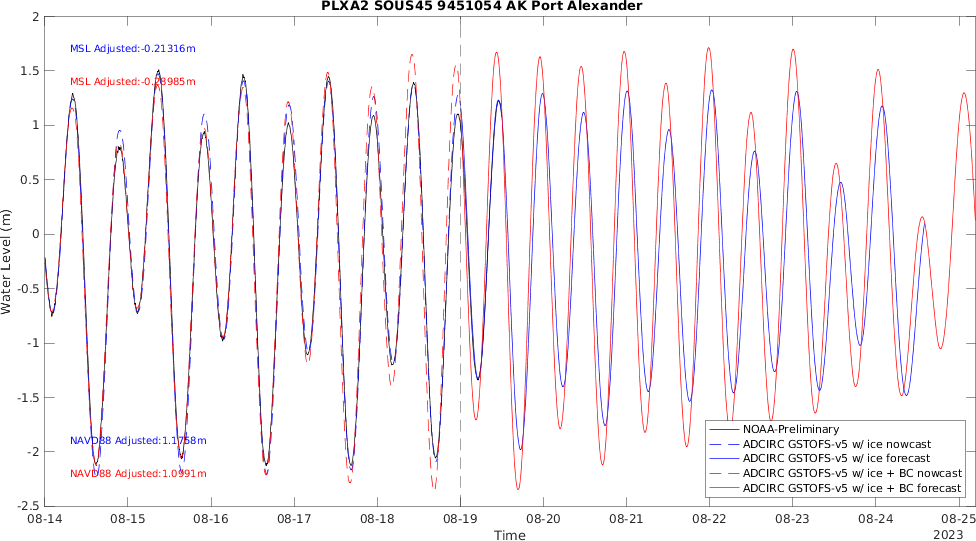 PLXA2 SOUS45 9451054 AK Port Alexander
2
1.5
1
0.5
0
-0.5
-1
-1.5
-2
-2.5
Water Level (m)
MSL Adjusted:-0.21316m
MSL Adjusted:-0.28985m
NAVD88 Adjusted:1.1758m
NAVD88 Adjusted:1.0991m
NOAA-Preliminary
ADCIRC GSTOFS-v5 w/ ice nowcast
ADCIRC GSTOFS-v5 w/ ice forecast
ADCIRC GSTOFS-v5 w/ ice + BC nowcast
ADCIRC GSTOFS-v5 w/ ice + BC forecast
08-14 08-15 08-16 08-17 08-18 08-19 08-20 08-21 08-22 08-23 08-24 08-25
Time
2023